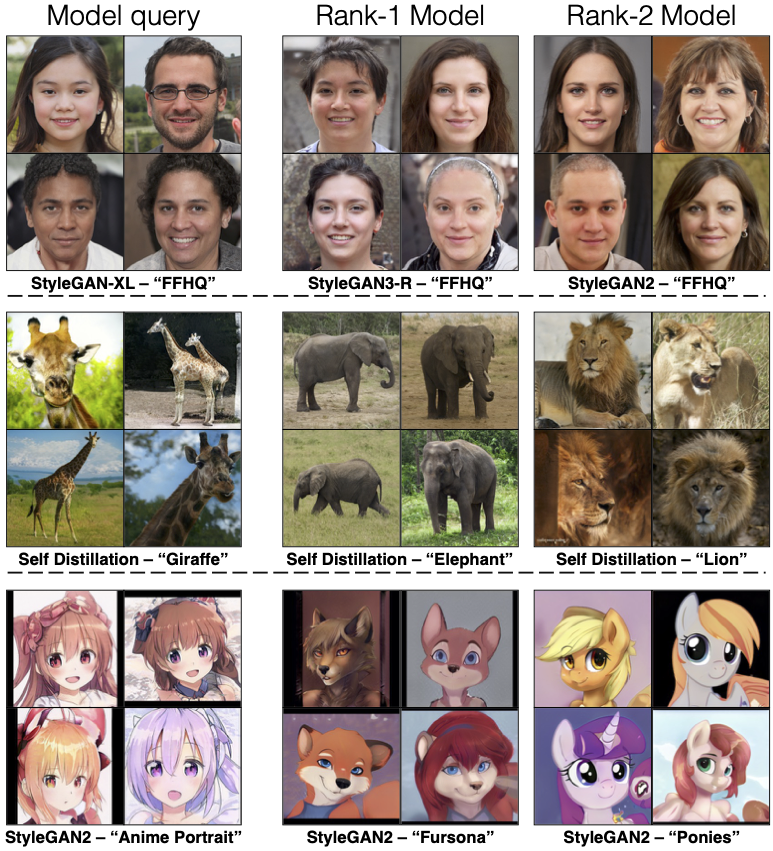 Model query
Rank-1 Model
Rank-2 Model
StyleGAN-XL – “FFHQ”
StyleGAN3-R – “FFHQ”
StyleGAN2 – “FFHQ”
Self Distillation – “Giraffe”
Self Distillation – “Elephant”
Self Distillation – “Lion”
StyleGAN2 – “Anime Portrait”
StyleGAN2 – “Fursona”
StyleGAN2 – “Ponies”